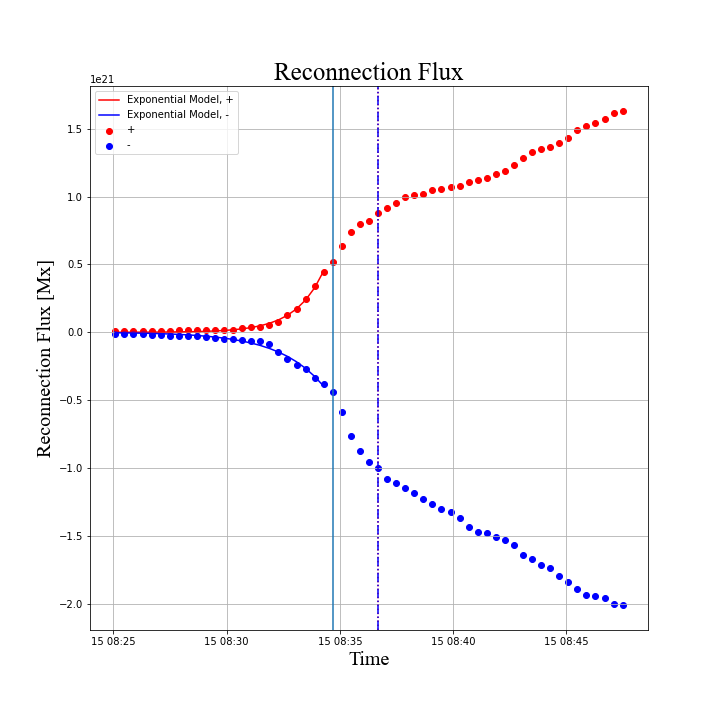 Reconnection Flux
1e21
Exponential Model, +
Exponential Model, -
+
-
1.5
1.0
0.5
0.0
−0.5
−1.0
−1.5
−2.0
Reconnection Flux [Mx]
15 08:25 15 08:30 15 08:35 15 08:40 15 08:45
Time